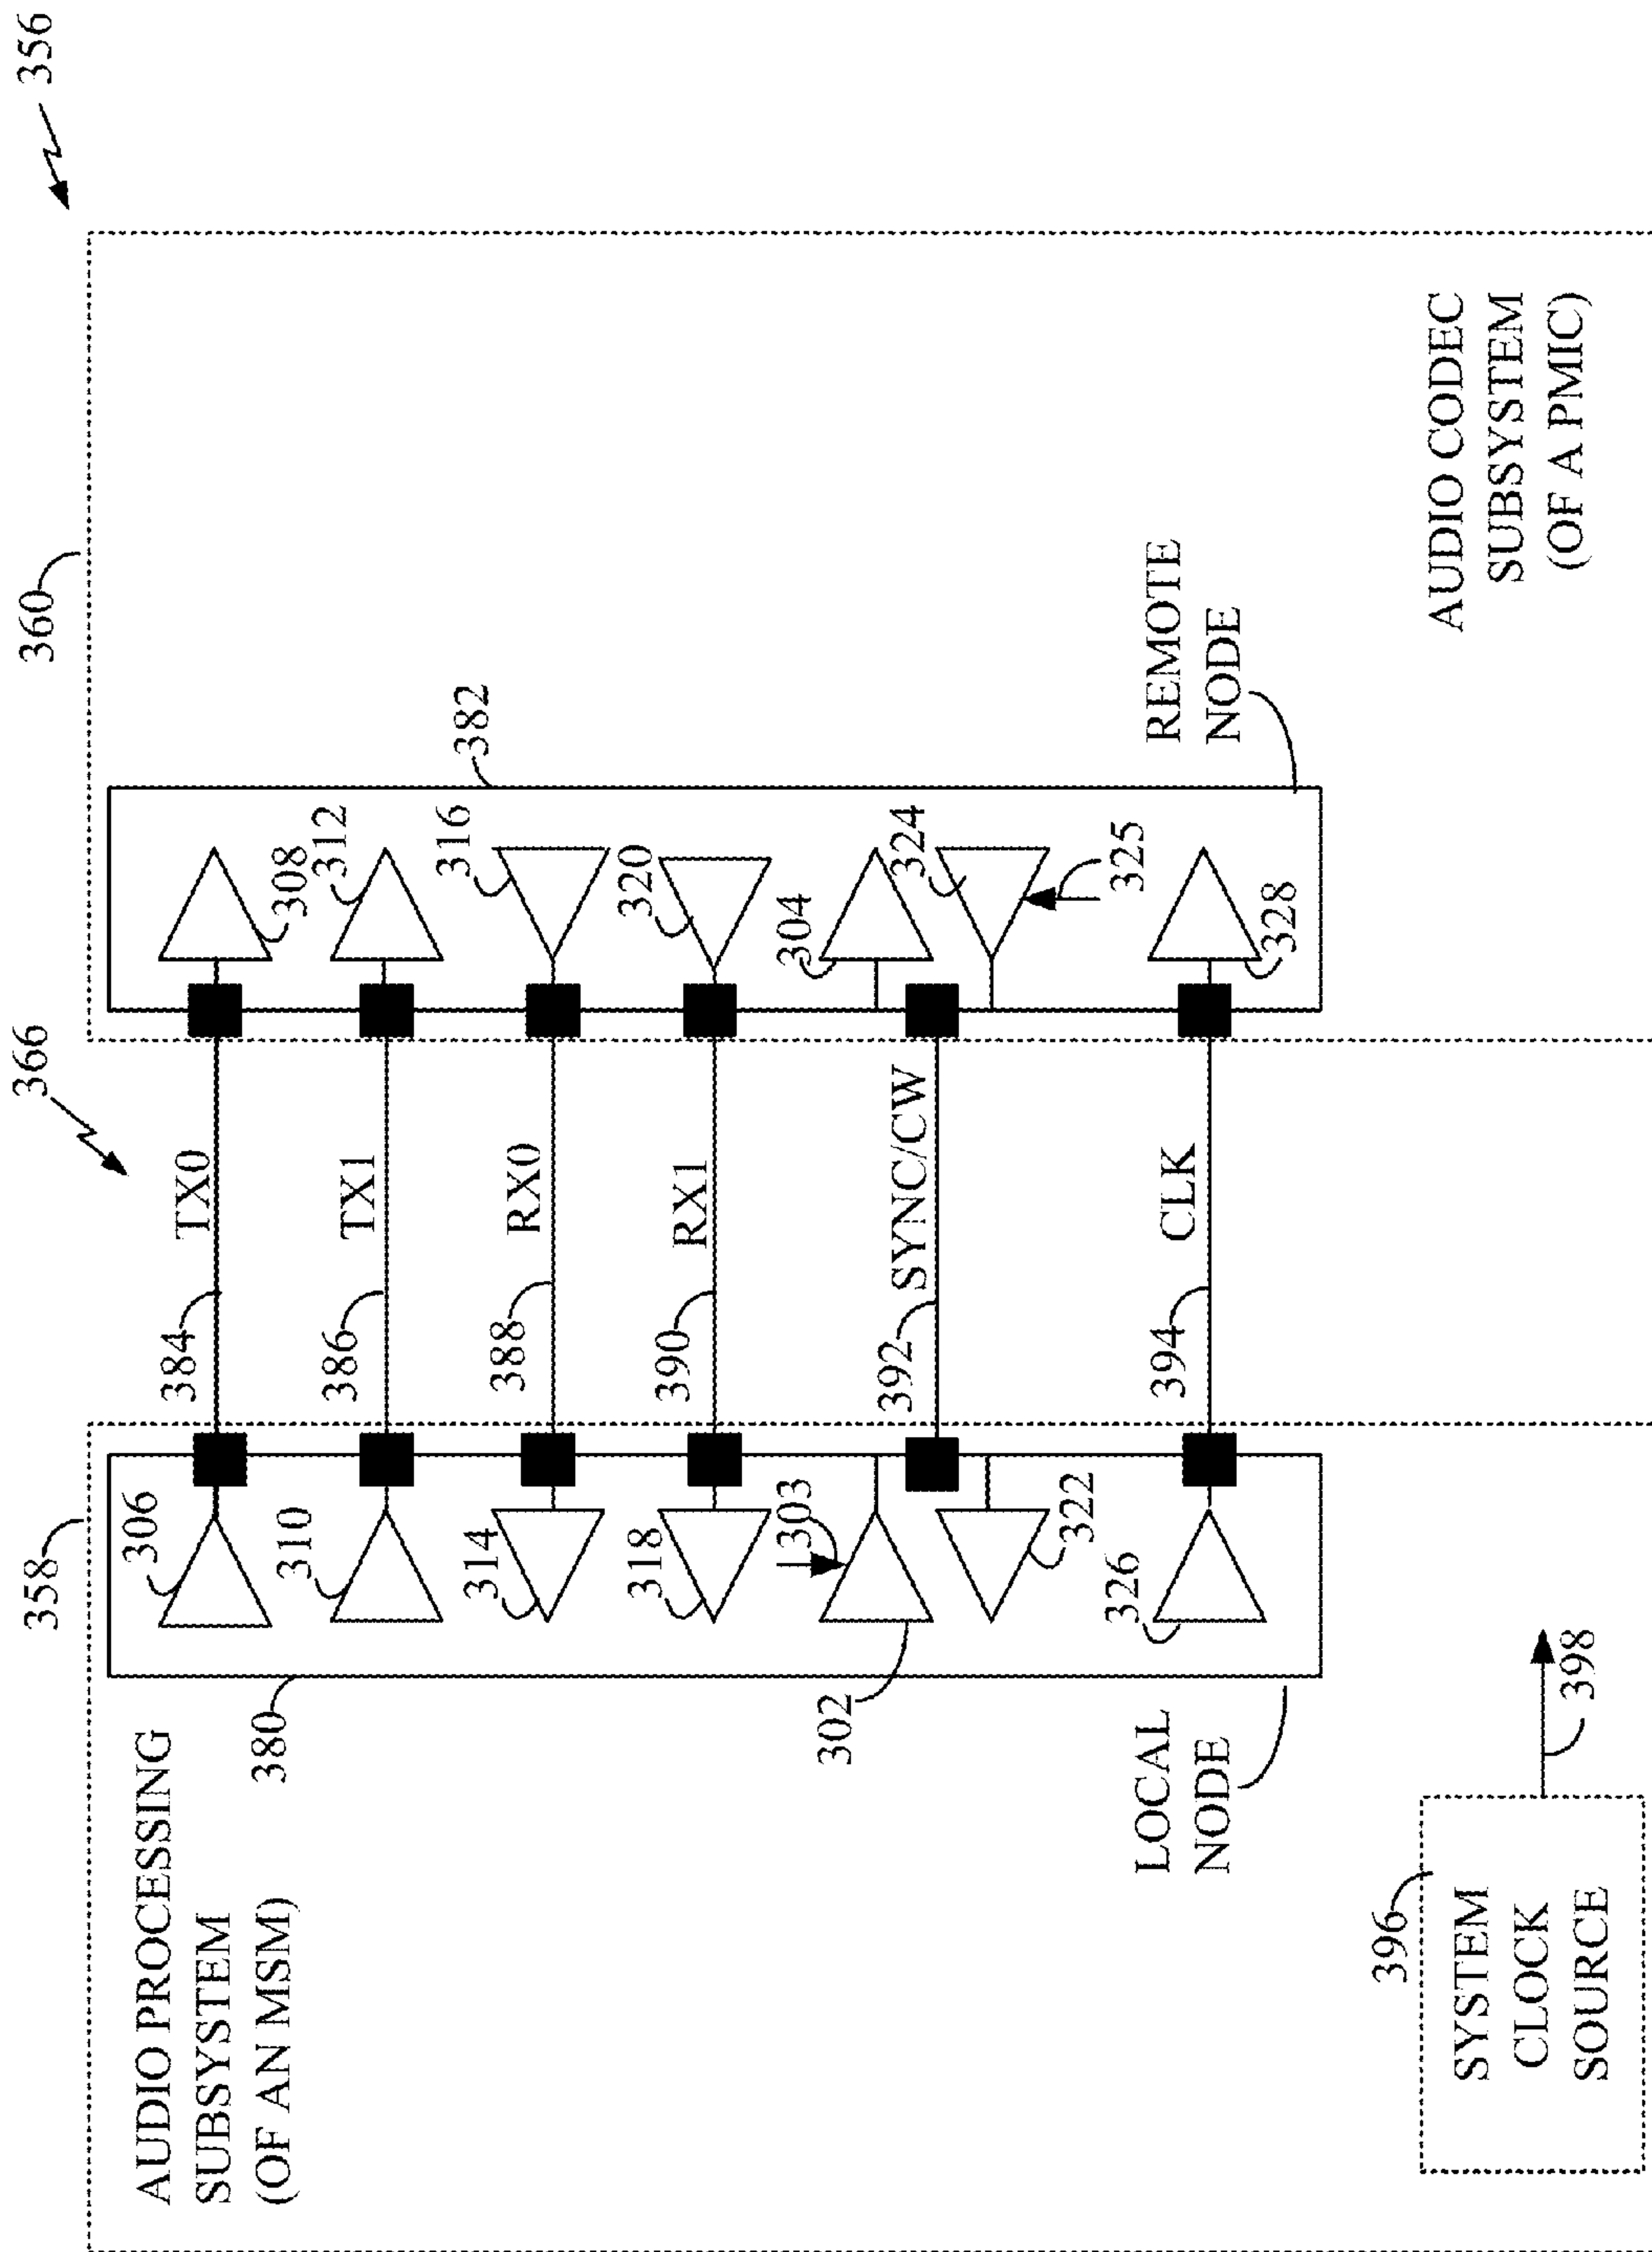 356
358
366
360
AUDIO PROCESSING
SUBSYSTEM
(OF AN MSM)
306
384
TX0
308
380
310
386
TX1
312
382
314
388
RX0
316
318
390
RX1
320
303
302
392
SYNC/CW
304
324
322
325
LOCAL
NODE
326
394
CLK
328
REMOTE
NODE
396
SYSTEM
CLOCK
SOURCE
398
AUDIO CODEC
SUBSYSTEM
(OF A PMIC)